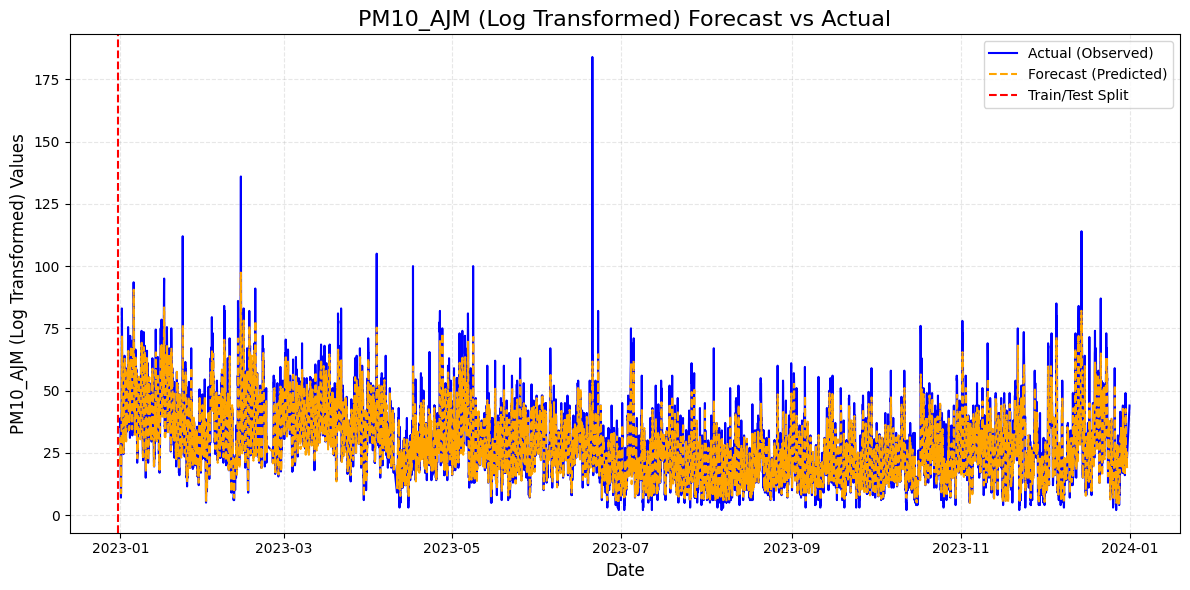 PM10_AJM (Log Transformed) Forecast vs Actual
Actual (Observed)
Forecast (Predicted)
Train/Test Split
PM10_AJM (Log Transformed) Values
175
150
125
100
75
50
25
0
2023-01
2023-03
2023-05
2023-07
2023-09
2023-11
2024-01
Date